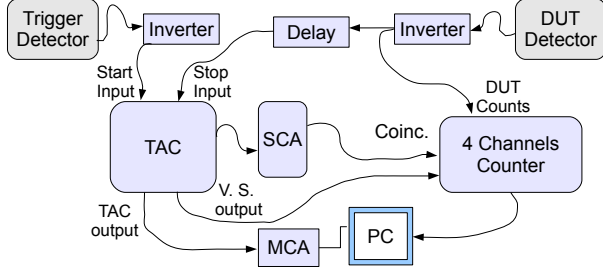 Trigger
Detector
Inverter
Delay
Inverter
DUT
Detector
Start
Input
Stop
Input
DUT
Counts
TAC
SCA
Coinc.
4 Channels
Counter
V. S.
output
TAC
output
MCA
PC